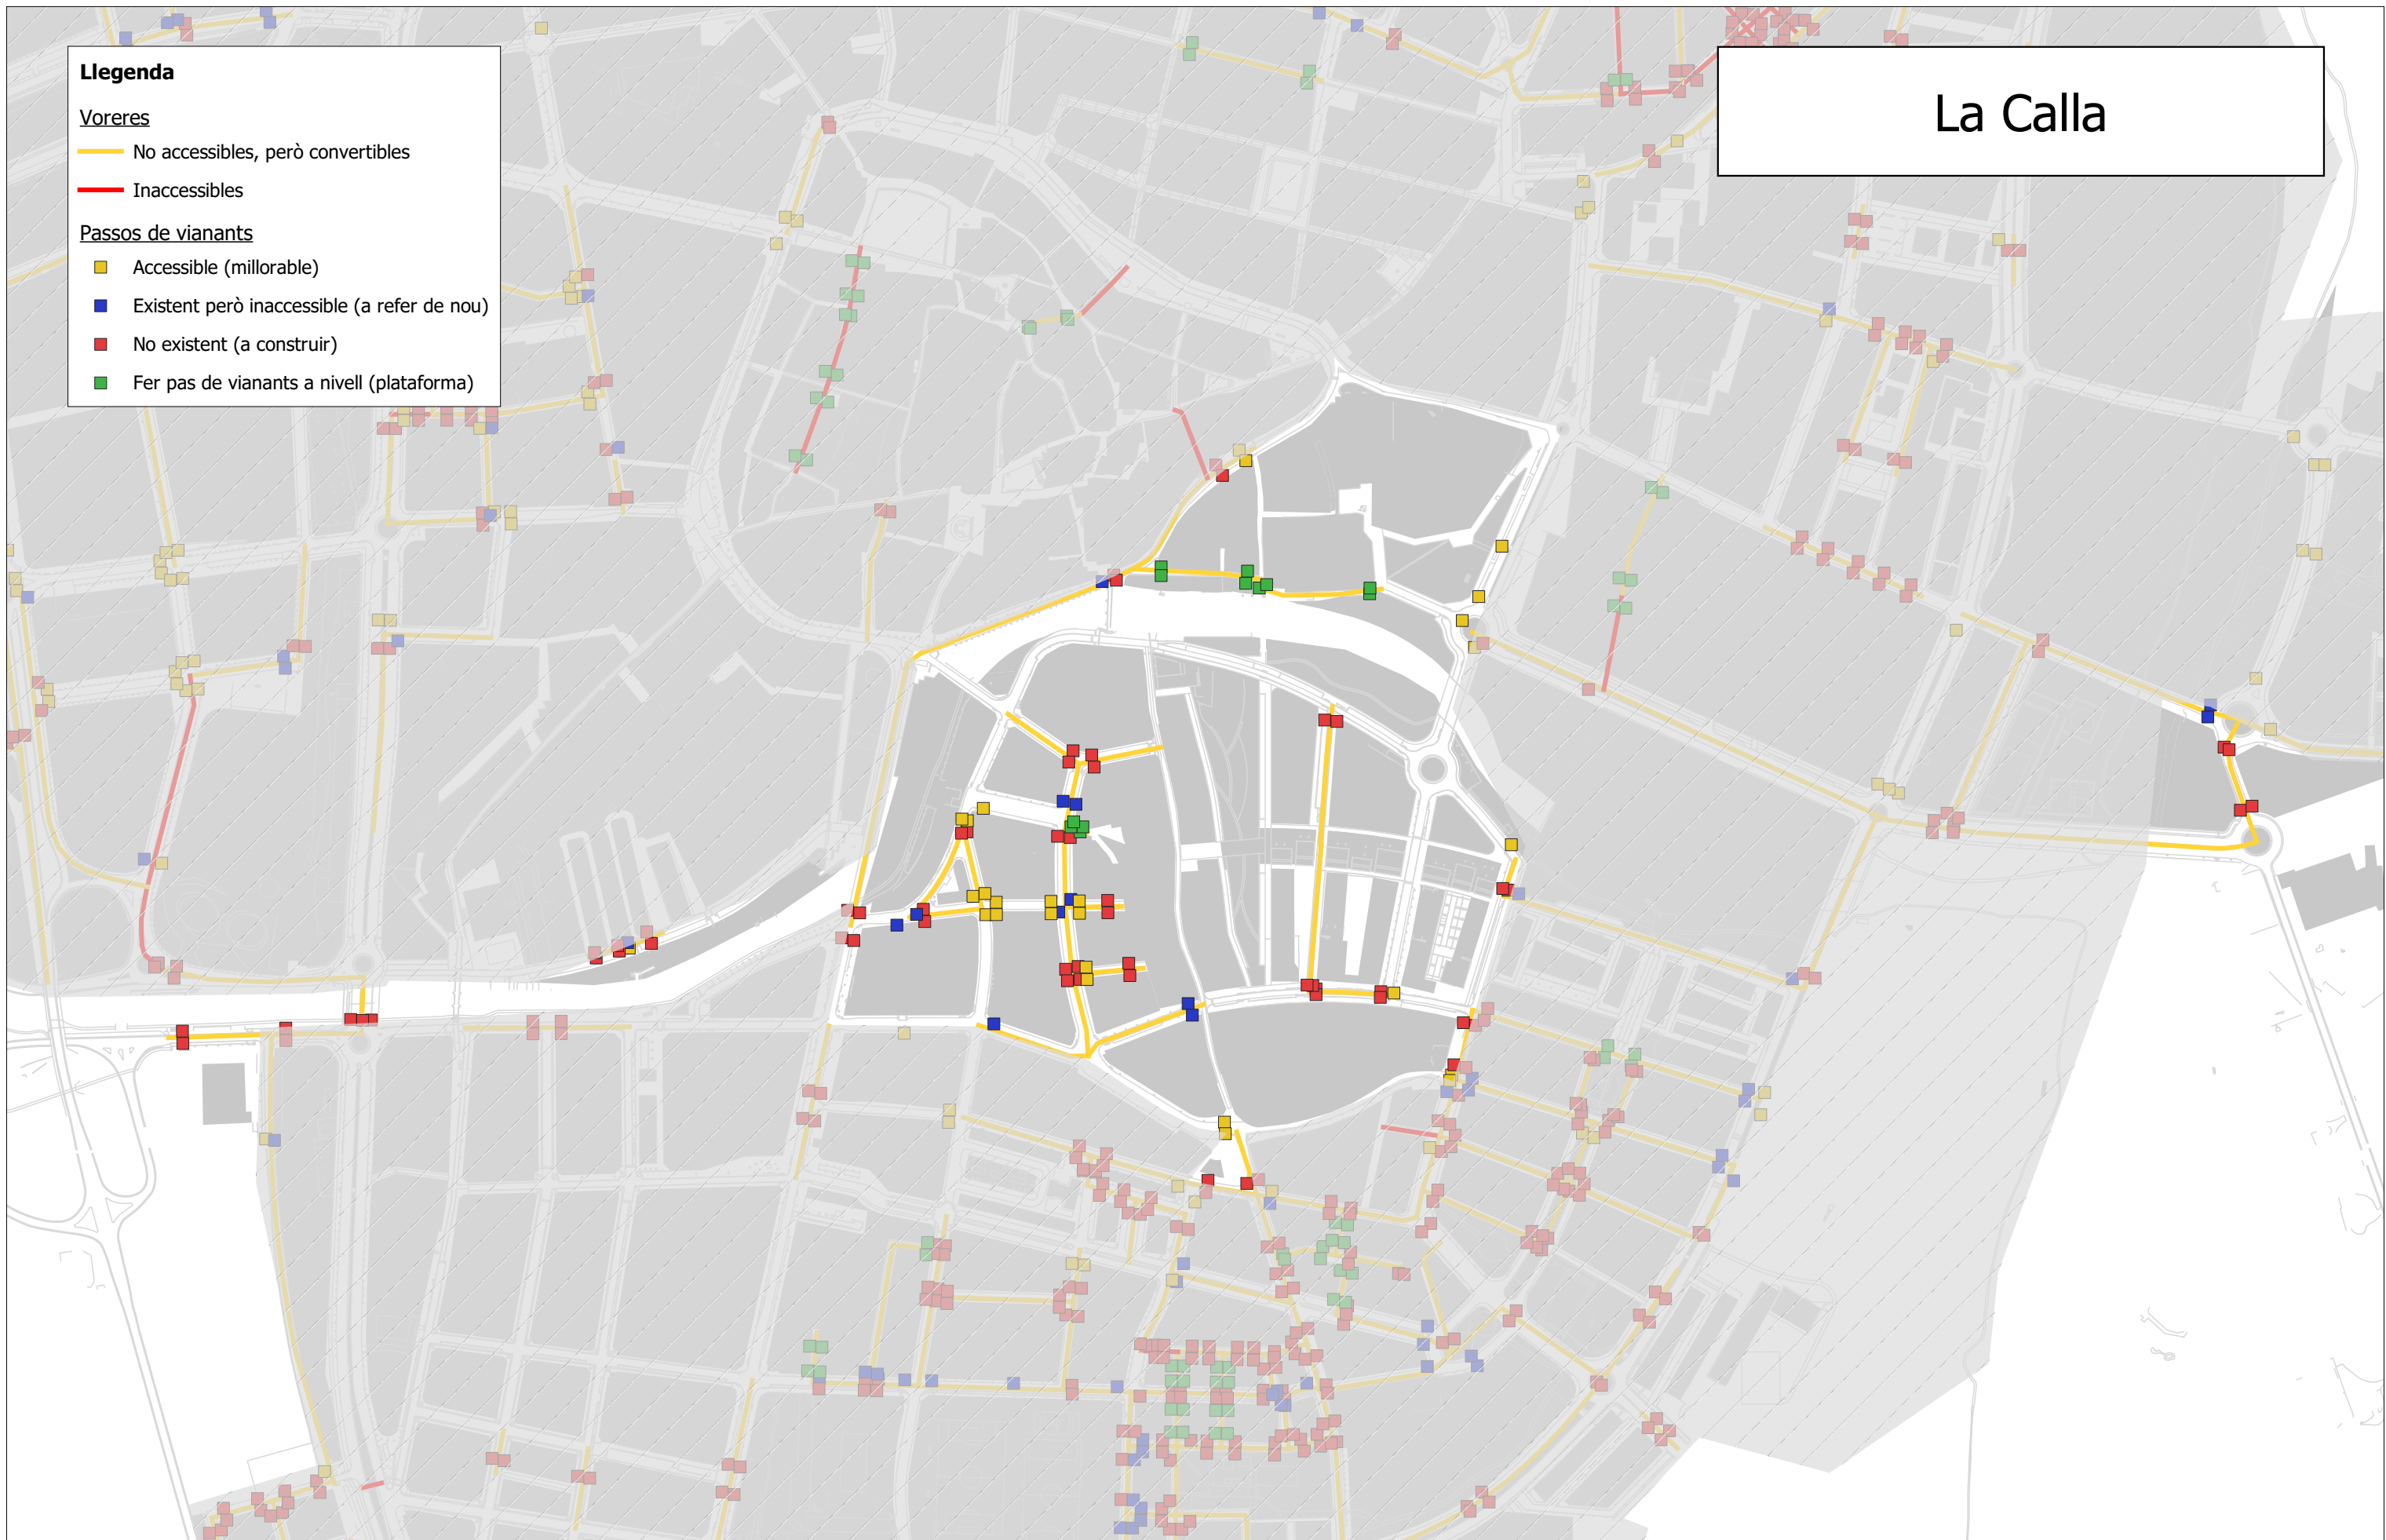 Llegenda
Voreres
No accessibles, però convertibles
Inaccessibles
Passos de vianants
Accessible (millorable)
Existent però inaccessible (a refer de nou)
No existent (a construir)
Fer pas de vianants a nivell (plataforma)
La Calla